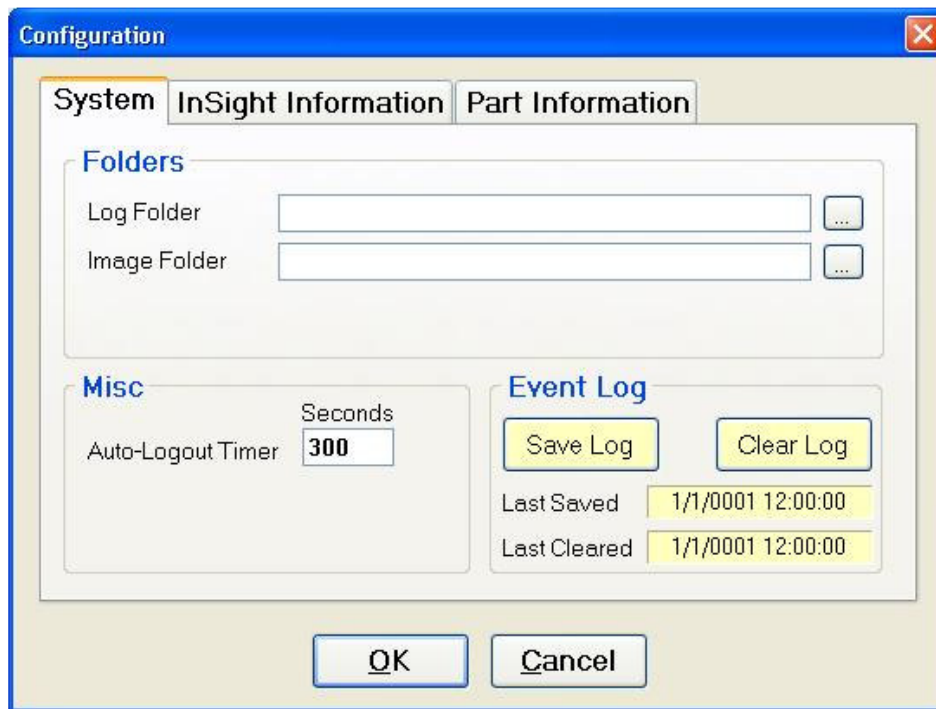 Configuration
System InSight Information Part Information
Folders
Log Folder ...
Image Folder ...
Misc
Seconds
Auto-Logout Timer 300
Event Log
Save Log Clear Log
Last Saved 1/1/0001 12:00:00
Last Cleared 1/1/0001 12:00:00
OK Cancel